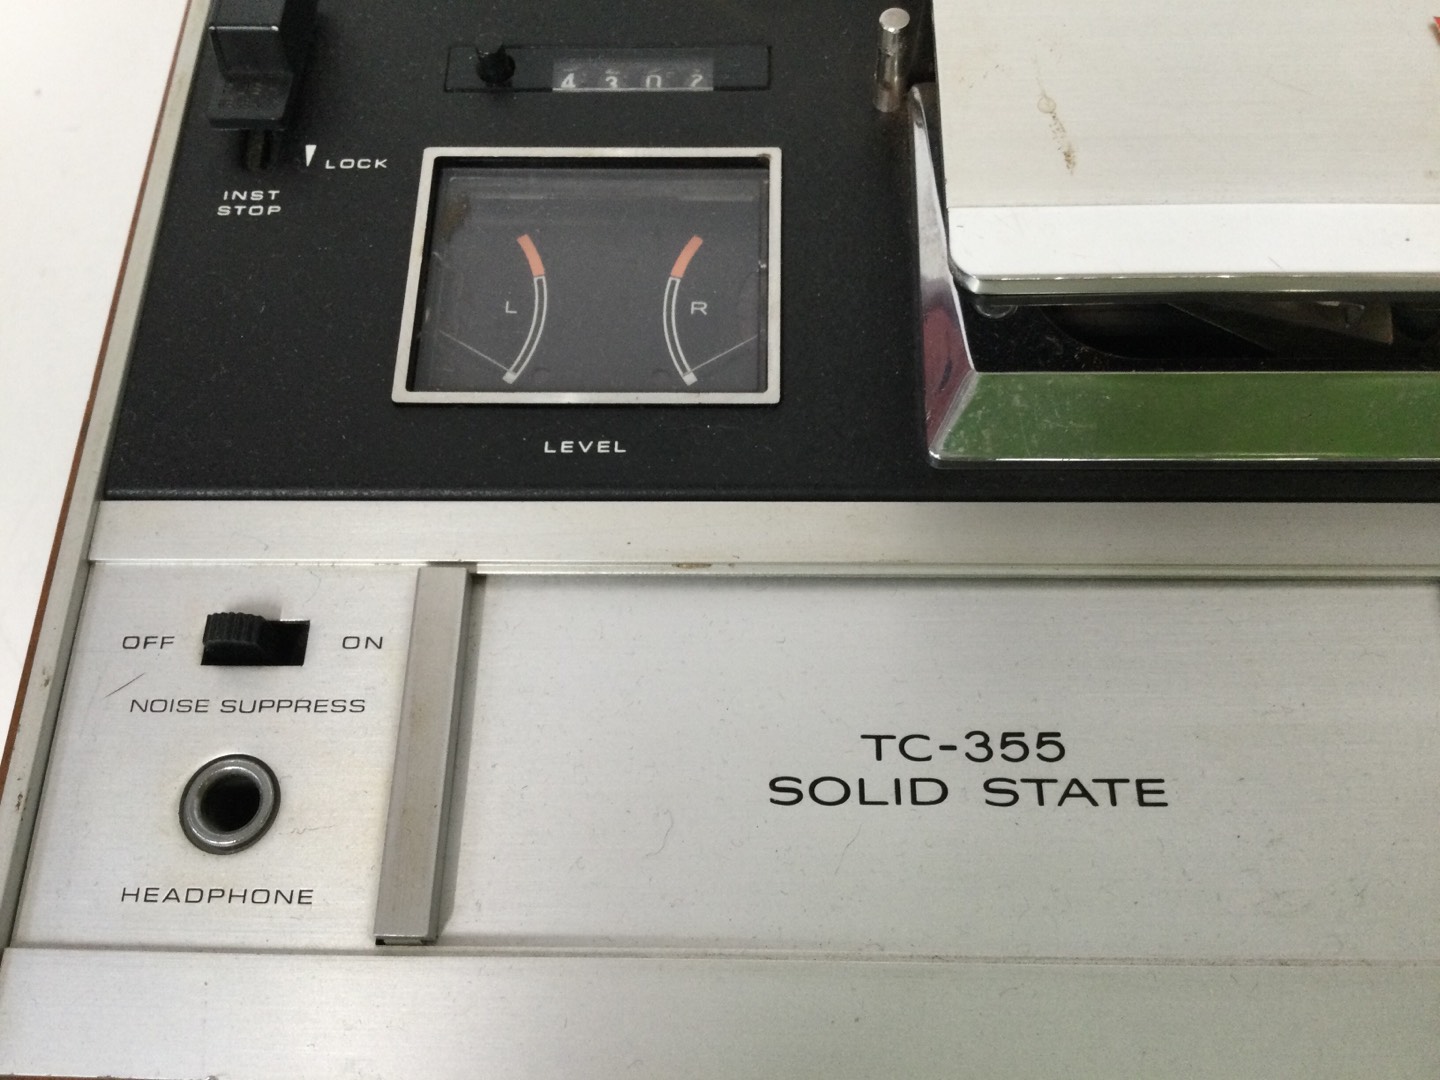 4302
LOCK
INST
STOP
L R
LEVEL
OFF ON
NOISE SUPPRESS
TC-355
SOLID STATE
HEADPHONE